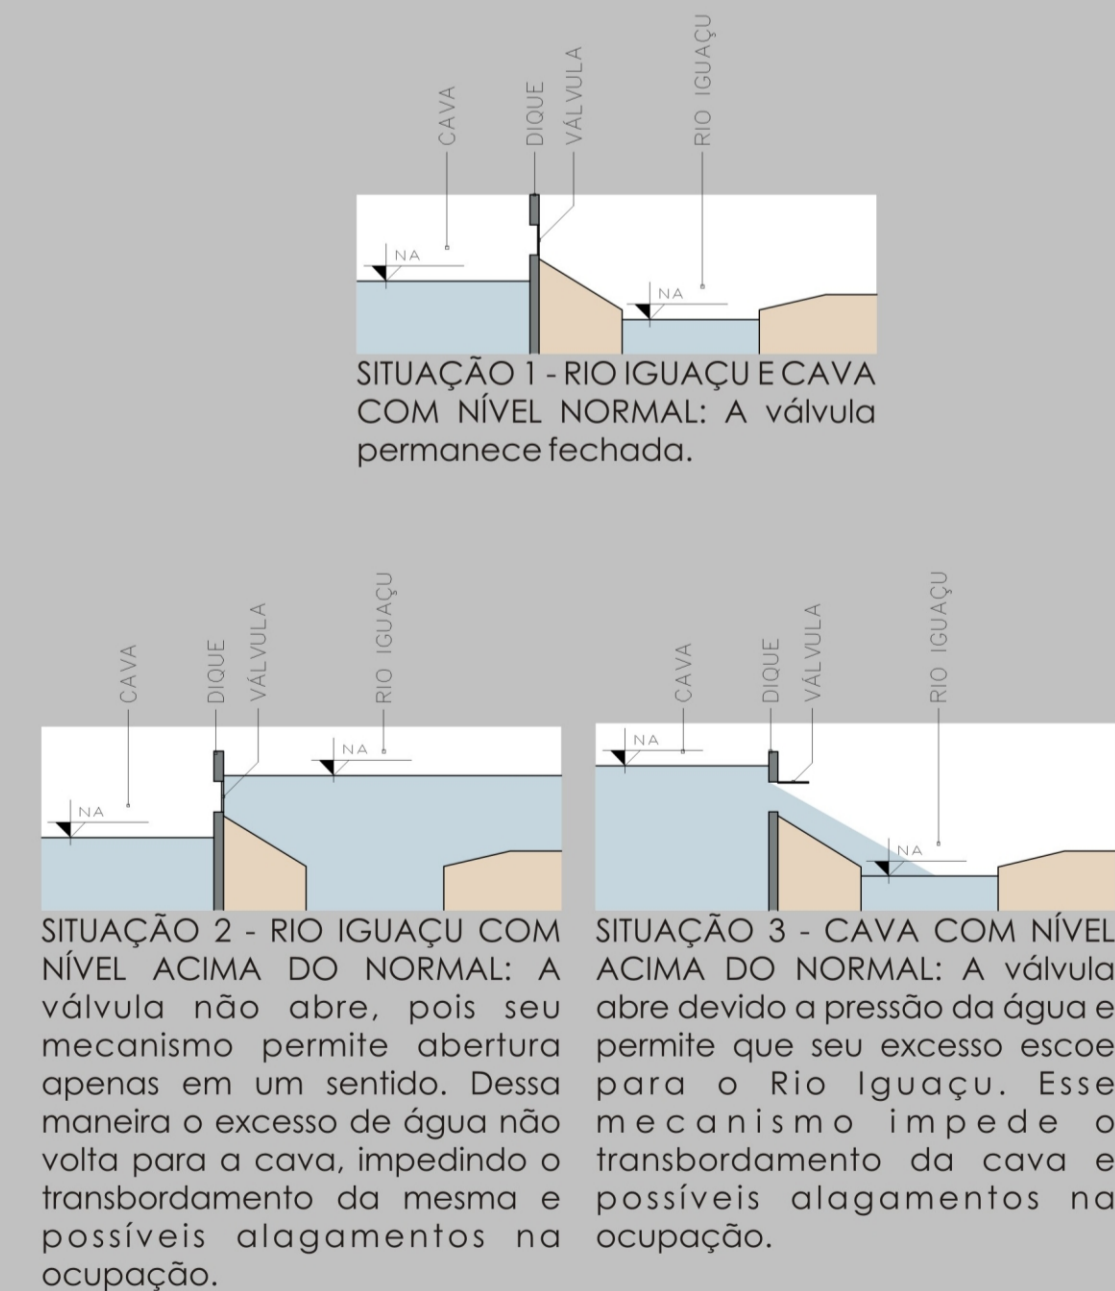 CAVA
DIQUE
VÁLVULA
RIO IGUAÇU
NA
NA
SITUAÇÃO 1 - RIO IGUAÇU E CAVA
COM NÍVEL NORMAL: A válvula
permanece fechada.
CAVA
DIQUE
VÁLVULA
RIO IGUAÇU
NA
NA
SITUAÇÃO 2 - RIO IGUAÇU COM
NÍVEL ACIMA DO NORMAL: A
válvula não abre, pois seu
mecanismo permite abertura
apenas em um sentido. Dessa
maneira o excesso de água não
volta para a cava, impedindo o
transbordamento da mesma e
possíveis alagamentos na
ocupação.
CAVA
DIQUE
VÁLVULA
RIO IGUAÇU
NA
NA
SITUAÇÃO 3 - CAVA COM NÍVEL
ACIMA DO NORMAL: A válvula
abre devido a pressão da água e
permite que seu excesso escoe
para o Rio Iguaçu. Esse
mecanismo impede o
transbordamento da cava e
possíveis alagamentos na
ocupação.